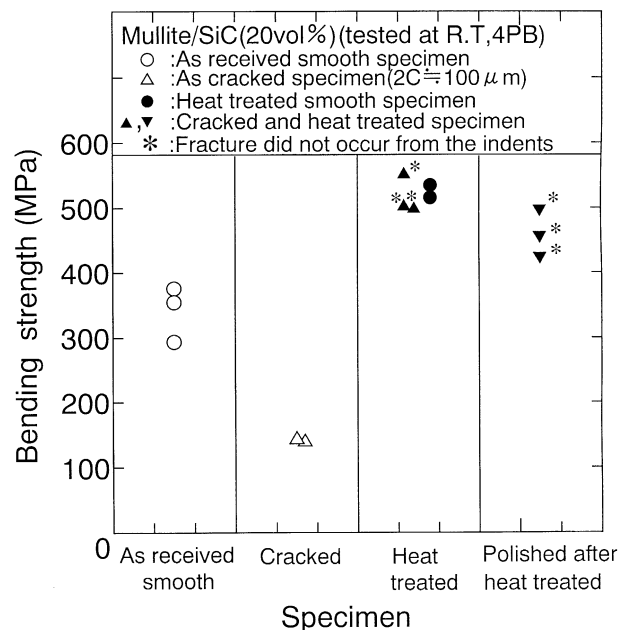 Mullite/SiC(20vol%)(tested at R.T,4PB)
○ :As received smooth specimen
△ :As cracked specimen(2C≒100μm)
● :Heat treated smooth specimen
▲,▼ :Cracked and heat treated specimen
* :Fracture did not occur from the indents
600
500
400
300
200
100
0
Bending strength (MPa)
* 
* *
*
*
*
As received smooth
Cracked
Heat treated
Polished after heat treated
Specimen